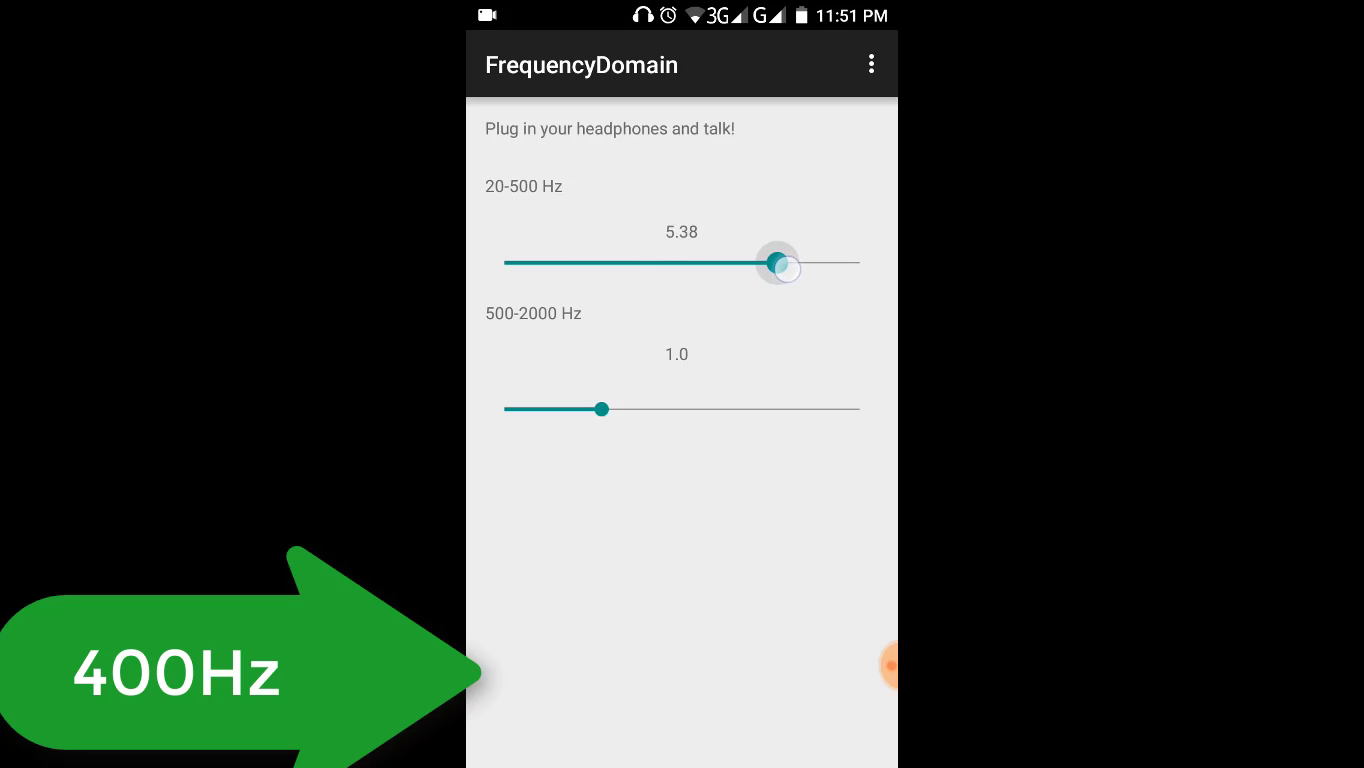 3G G 11:51 PM
FrequencyDomain
Plug in your headphones and talk!
20-500 Hz
5.38
500-2000 Hz
1.0
400Hz